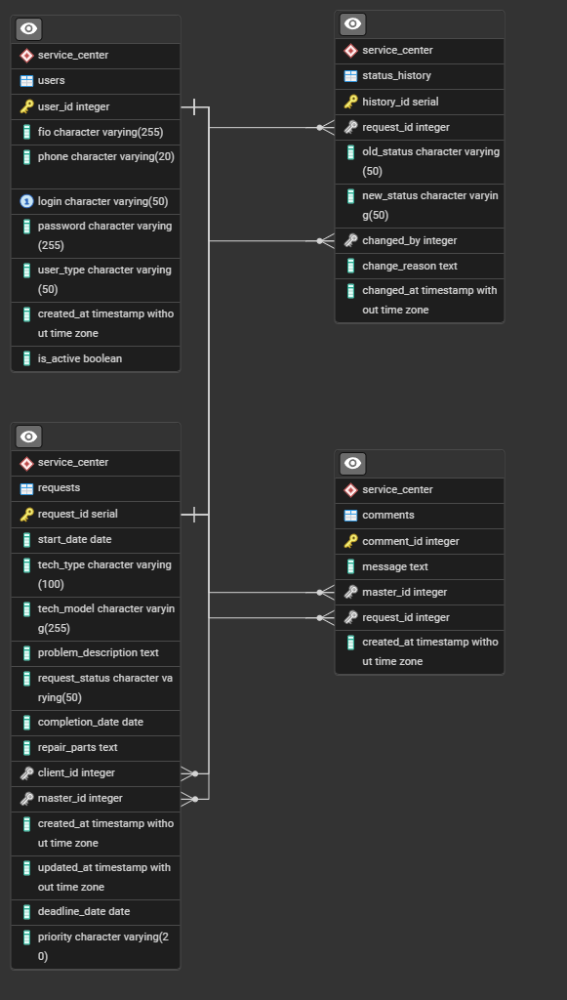 service_center
users
user_id integer
fio character varying(255)
phone character varying(20)
1 login character varying(50)
password character varying
(255)
user_type character varying
(50)
created_at timestamp witho
ut time zone
is_active boolean
service_center
status_history
history_id serial
request_id integer
old_status character varying
(50)
new_status character varyin
g(50)
changed_by integer
change_reason text
changed_at timestamp with
out time zone
service_center
requests
request_id serial
start_date date
tech_type character varying
(100)
tech_model character varyin
g(255)
problem_description text
request_status character va
rying(50)
completion_date date
repair_parts text
client_id integer
master_id integer
created_at timestamp witho
ut time zone
updated_at timestamp with
out time zone
deadline_date date
priority character varying(2
0)
service_center
comments
comment_id integer
message text
master_id integer
request_id integer
created_at timestamp witho
ut time zone